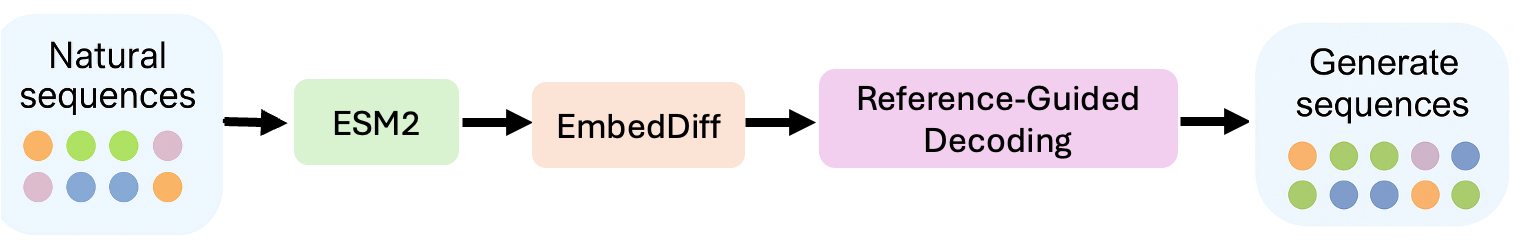 Natural
sequences
ESM2
EmbedDiff
Reference-Guided
Decoding
Generate
sequences